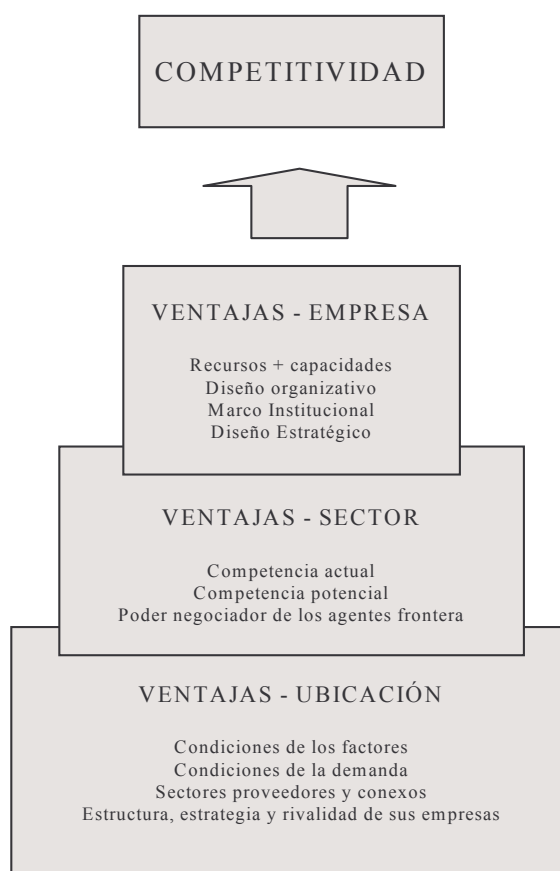 COMPETITIVIDAD
VENTAJAS - EMPRESA
Recursos + capacidades
Diseño organizativo
Marco Institucional
Diseño Estratégico
VENTAJAS - SECTOR
Competencia actual
Competencia potencial
Poder negociador de los agentes frontera
VENTAJAS - UBICACIÓN
Condiciones de los factores
Condiciones de la demanda
Sectores proveedores y conexos
Estructura, estrategia y rivalidad de sus empresas